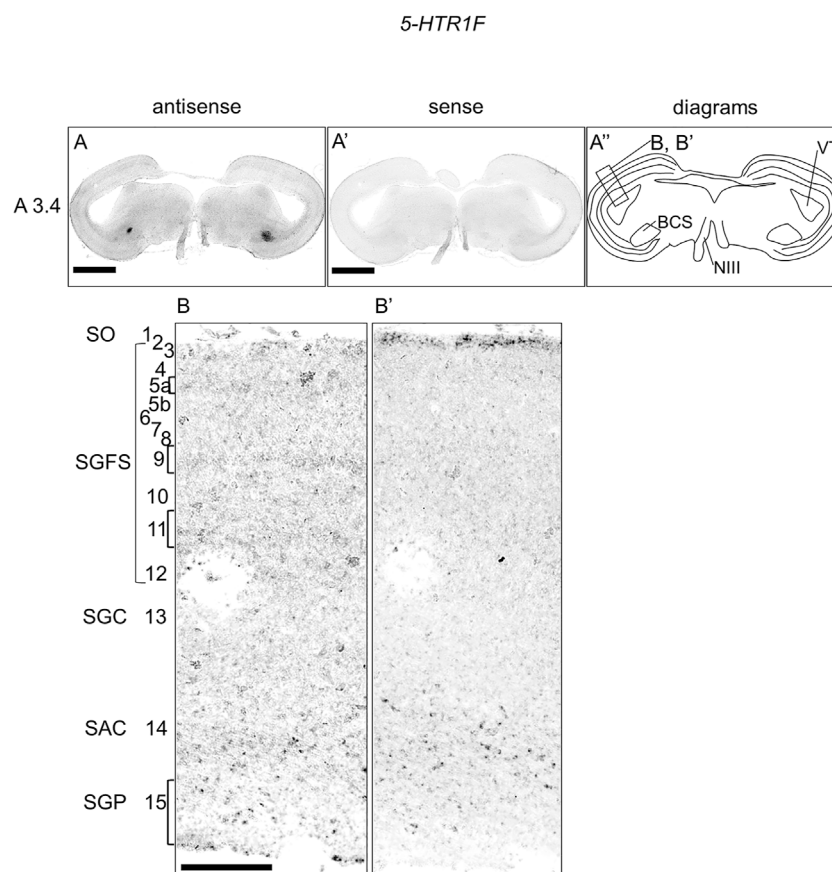 5-HTR1F
antisense sense diagrams
A A' A'' B, B'
A 3.4
BCS
NIII
B B'
SO 1
2
3
4
5a
5b
6
7
8
SGFS 9
10
11
12
SGC 13
SAC 14
SGP 15